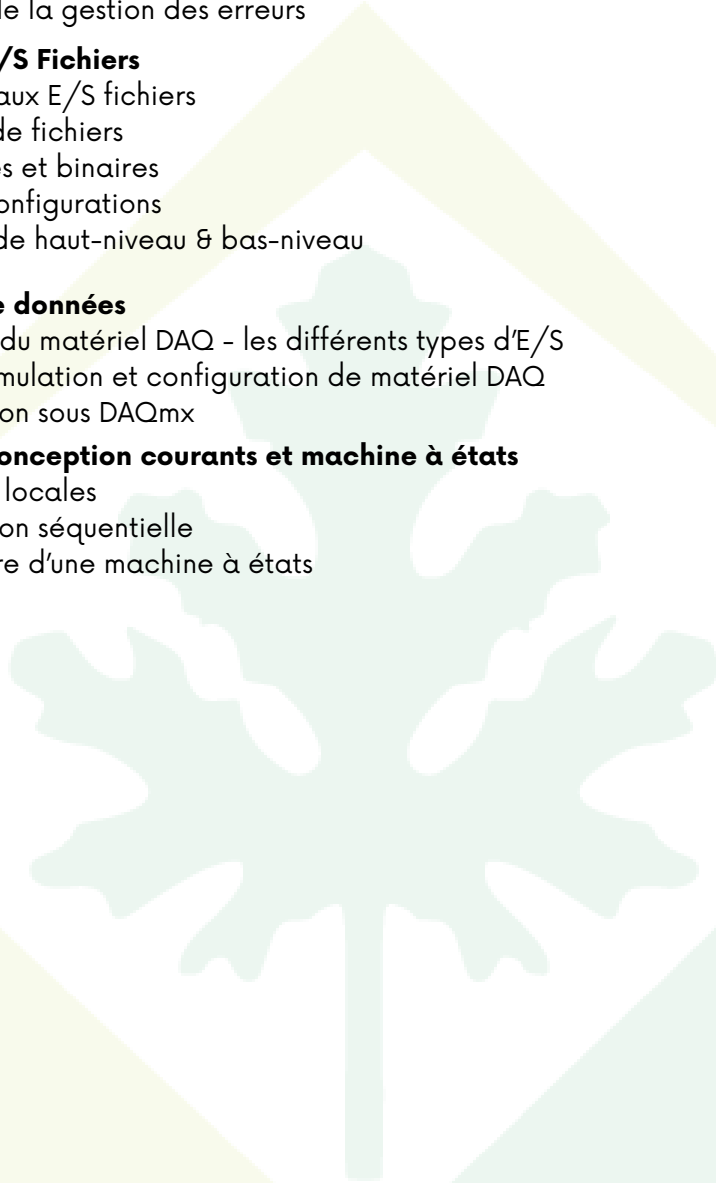 de la gestion des erreurs
/S Fichiers
aux E/S fichiers
de fichiers
s et binaires
onfigurations
de haut-niveau & bas-niveau
e données
du matériel DAQ - les différents types d'E/S
mulation et configuration de matériel DAQ
on sous DAQmx
onception courants et machine à états
locales
on séquentielle
re d'une machine à états